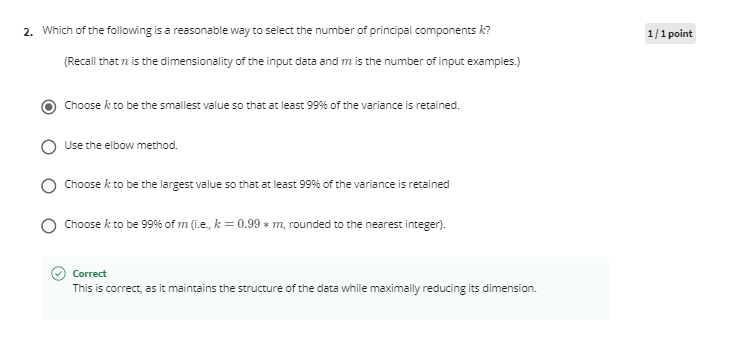 2. Which of the following is a reasonable way to select the number of principal components k?
1 / 1 point
(Recall that n is the dimensionality of the input data and m is the number of input examples.)
Choose k to be the smallest value so that at least 99% of the variance is retained.
Use the elbow method.
Choose k to be the largest value so that at least 99% of the variance is retained
Choose k to be 99% of m (i.e., k = 0.99 * m, rounded to the nearest integer).
Correct
This is correct, as it maintains the structure of the data while maximally reducing its dimension.